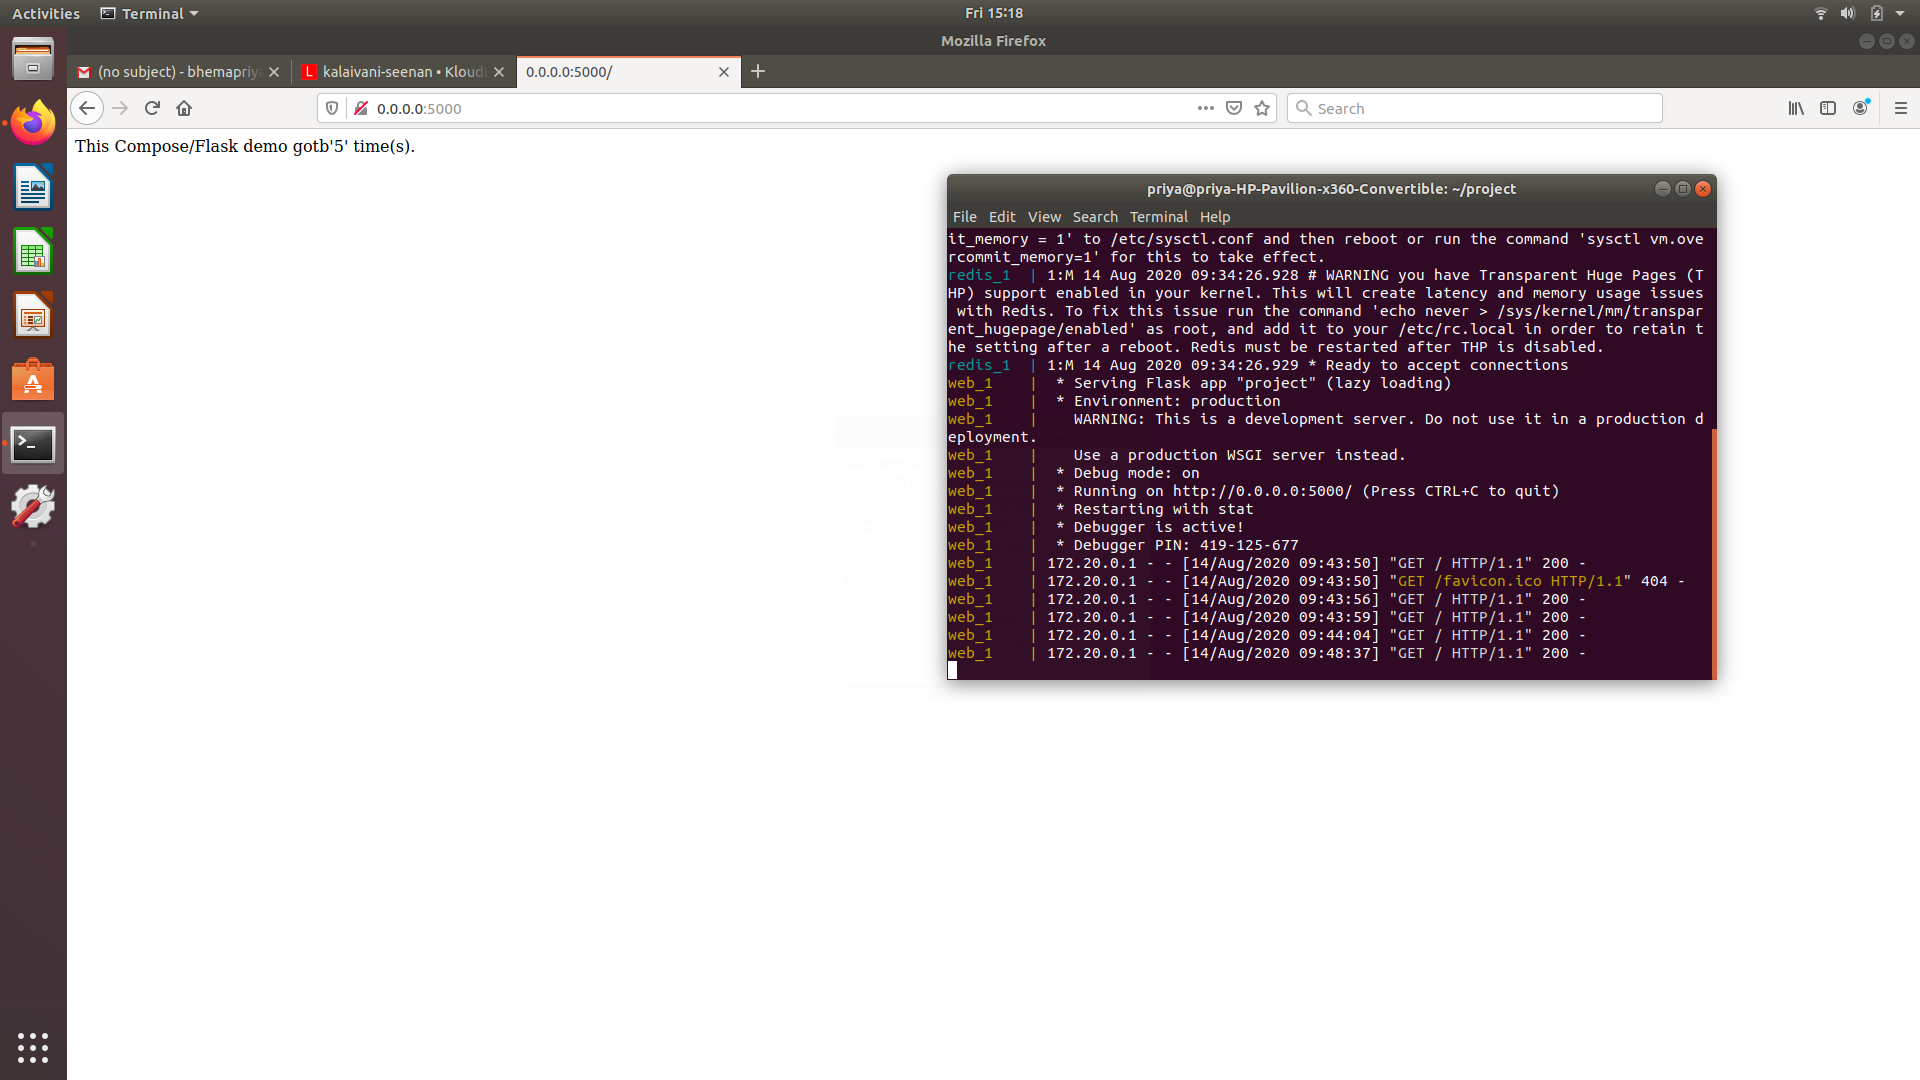 Activities
Terminal
Fri 15:18
Mozilla Firefox
(no subject) - bhemapriy
kalaivani-seenan • Kloud
0.0.0.0:5000/
0.0.0.0:5000
Search
This Compose/Flask demo gotb'5' time(s).
priya@priya-HP-Pavilion-x360-Convertible: ~/project
File Edit View Search Terminal Help
it_memory = 1' to /etc/sysctl.conf and then reboot or run the command 'sysctl vm.ove
rcommit_memory=1' for this to take effect.
redis_1  | 1:M 14 Aug 2020 09:34:26.928 # WARNING you have Transparent Huge Pages (T
HP) support enabled in your kernel. This will create latency and memory usage issues
 with Redis. To fix this issue run the command 'echo never > /sys/kernel/mm/transpar
ent_hugepage/enabled' as root, and add it to your /etc/rc.local in order to retain t
he setting after a reboot. Redis must be restarted after THP is disabled.
redis_1  | 1:M 14 Aug 2020 09:34:26.929 * Ready to accept connections
web_1    |  * Serving Flask app "project" (lazy loading)
web_1    |  * Environment: production
web_1    |    WARNING: This is a development server. Do not use it in a production d
eployment.
web_1    |    Use a production WSGI server instead.
web_1    |  * Debug mode: on
web_1    |  * Running on http://0.0.0.0:5000/ (Press CTRL+C to quit)
web_1    |  * Restarting with stat
web_1    |  * Debugger is active!
web_1    |  * Debugger PIN: 419-125-677
web_1    | 172.20.0.1 - - [14/Aug/2020 09:43:50] "GET / HTTP/1.1" 200 -
web_1    | 172.20.0.1 - - [14/Aug/2020 09:43:50] "GET /favicon.ico HTTP/1.1" 404 -
web_1    | 172.20.0.1 - - [14/Aug/2020 09:43:56] "GET / HTTP/1.1" 200 -
web_1    | 172.20.0.1 - - [14/Aug/2020 09:43:59] "GET / HTTP/1.1" 200 -
web_1    | 172.20.0.1 - - [14/Aug/2020 09:44:04] "GET / HTTP/1.1" 200 -
web_1    | 172.20.0.1 - - [14/Aug/2020 09:48:37] "GET / HTTP/1.1" 200 -